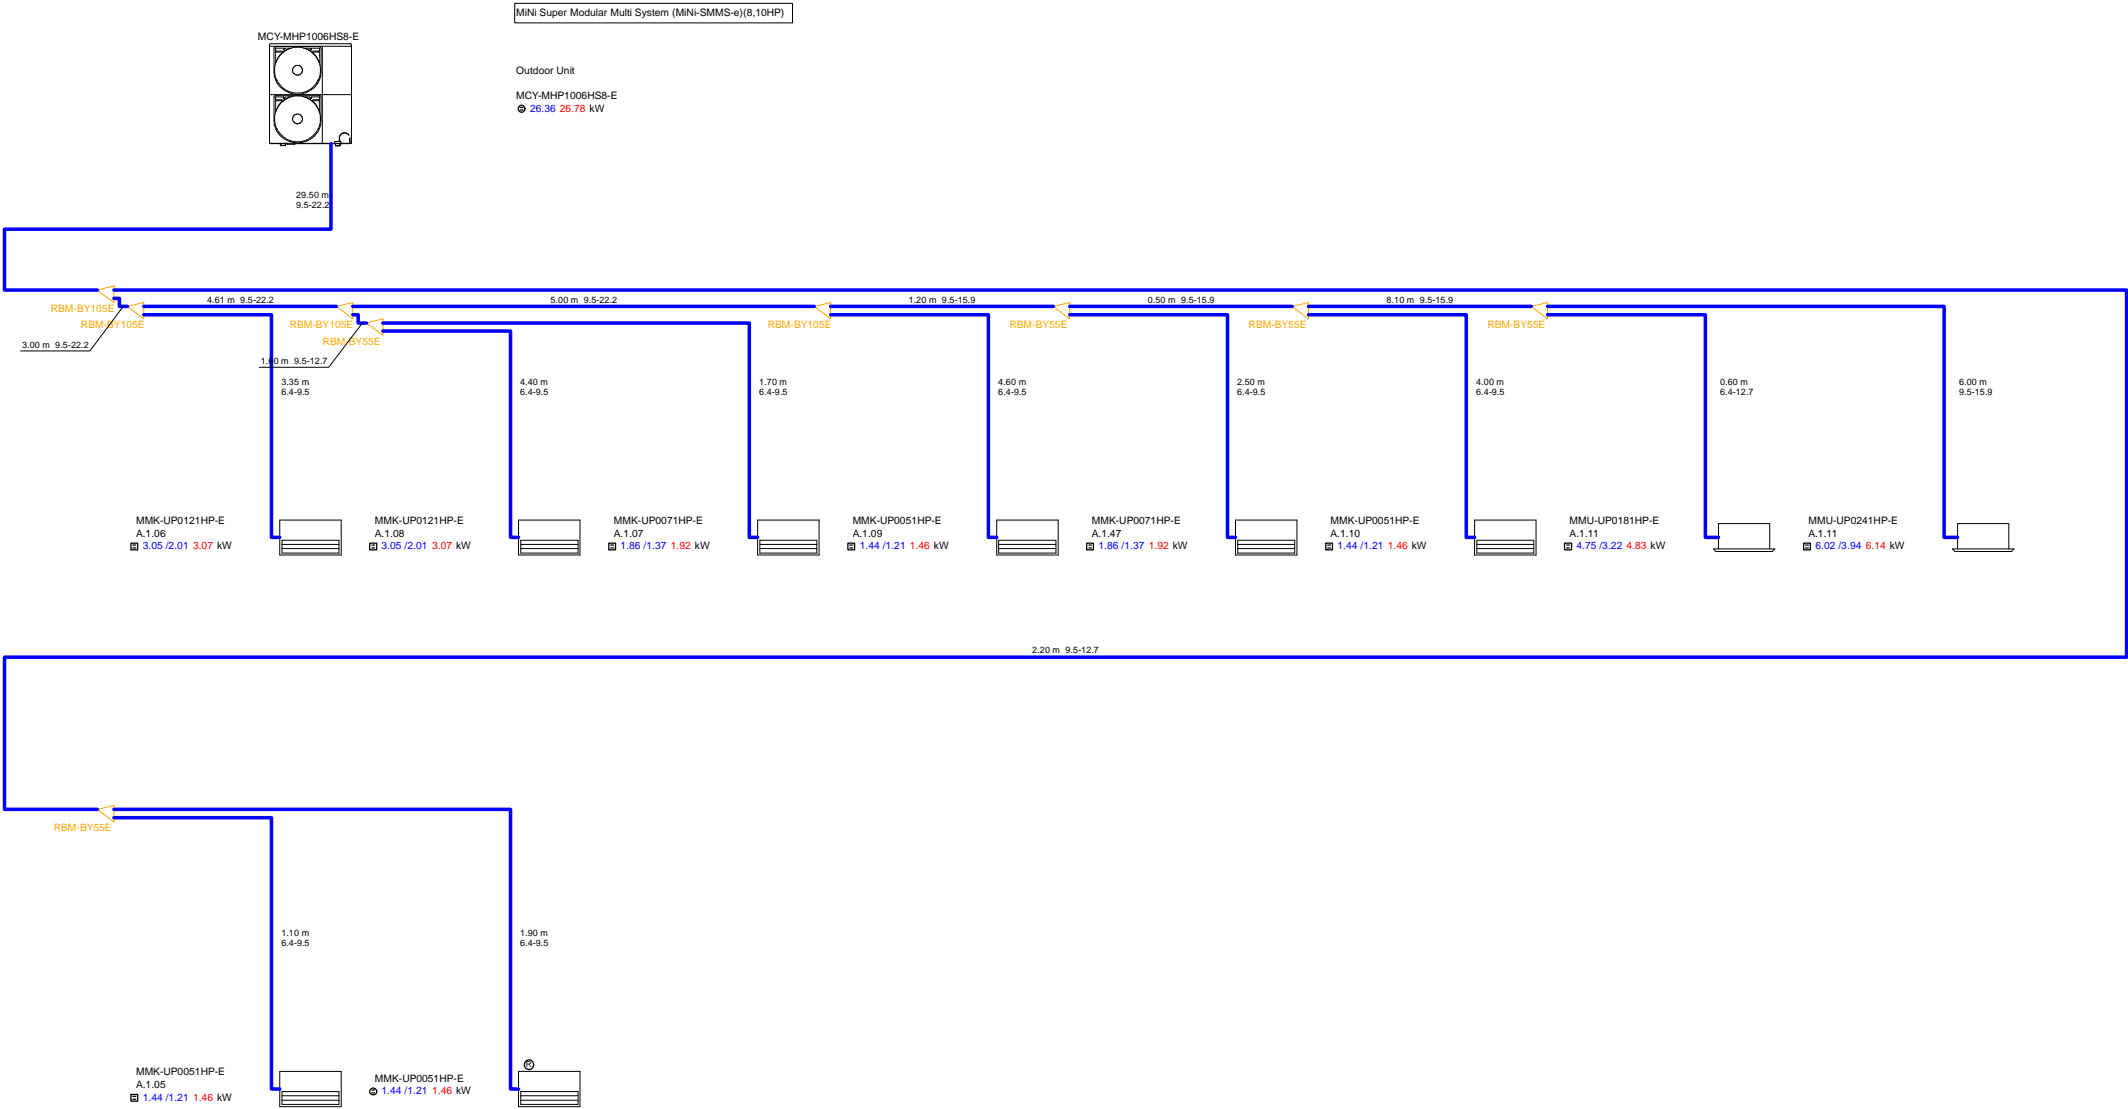 MiNi Super Modular Multi System (MiNi-SMMS-e)(8,10HP)
MCY-MHP1006HS8-E
Outdoor Unit
MCY-MHP1006HS8-E
26.36 26.78 kW
29.50 m
9.5-22.2
RBM-BY105E
RBM-BY105E
3.00 m 9.5-22.2
4.61 m 9.5-22.2
RBM-BY105E
RBM-BY55E
1.60 m 9.5-12.7
5.00 m 9.5-22.2
RBM-BY105E
1.20 m 9.5-15.9
RBM-BY55E
0.50 m 9.5-15.9
RBM-BY55E
8.10 m 9.5-15.9
RBM-BY55E
3.35 m
6.4-9.5
4.40 m
6.4-9.5
1.70 m
6.4-9.5
4.60 m
6.4-9.5
2.50 m
6.4-9.5
4.00 m
6.4-9.5
0.60 m
6.4-12.7
6.00 m
9.5-15.9
MMK-UP0121HP-E
A.1.06
3.05 /2.01 3.07 kW
MMK-UP0121HP-E
A.1.08
3.05 /2.01 3.07 kW
MMK-UP0071HP-E
A.1.07
1.86 /1.37 1.92 kW
MMK-UP0051HP-E
A.1.09
1.44 /1.21 1.46 kW
MMK-UP0071HP-E
A.1.47
1.86 /1.37 1.92 kW
MMK-UP0051HP-E
A.1.10
1.44 /1.21 1.46 kW
MMU-UP0181HP-E
A.1.11
4.75 /3.22 4.83 kW
MMU-UP0241HP-E
A.1.11
6.02 /3.94 6.14 kW
2.20 m 9.5-12.7
RBM-BY55E
1.10 m
6.4-9.5
1.90 m
6.4-9.5
MMK-UP0051HP-E
A.1.05
1.44 /1.21 1.46 kW
MMK-UP0051HP-E
1.44 /1.21 1.46 kW
R